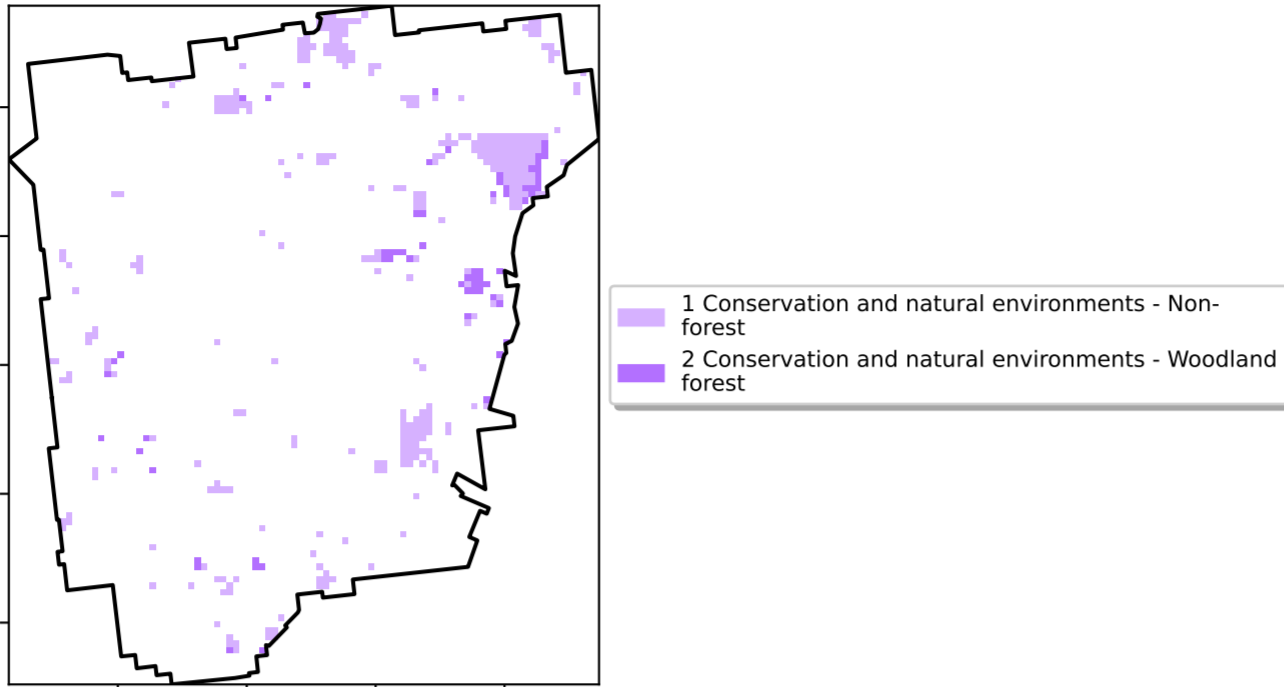 1 Conservation and natural environments - Non-
forest
2 Conservation and natural environments - Woodland
forest